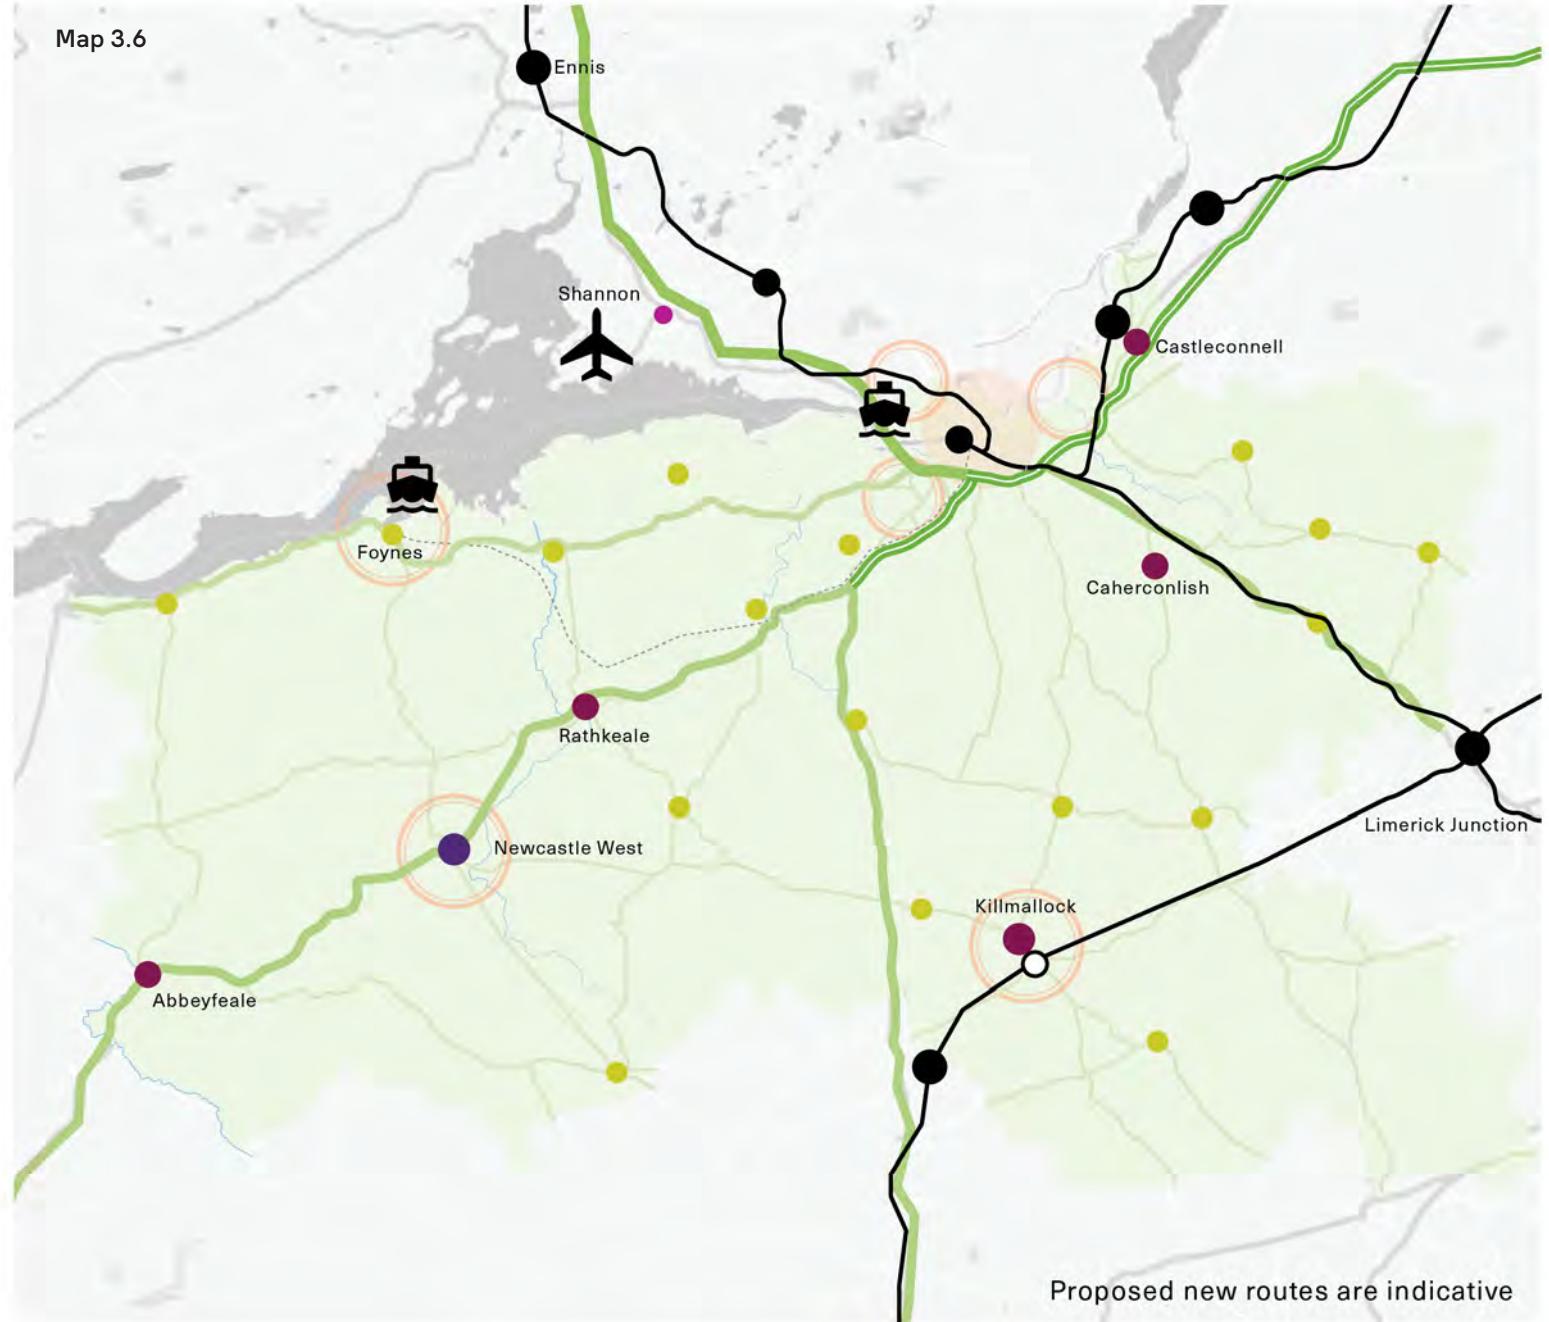 Map 3.6
Ennis
Shannon
Castleconnell
Foynes
Caherconlish
Rathkeale
Limerick Junction
Newcastle West
Killmallock
Abbeyfeale
Proposed new routes are indicative